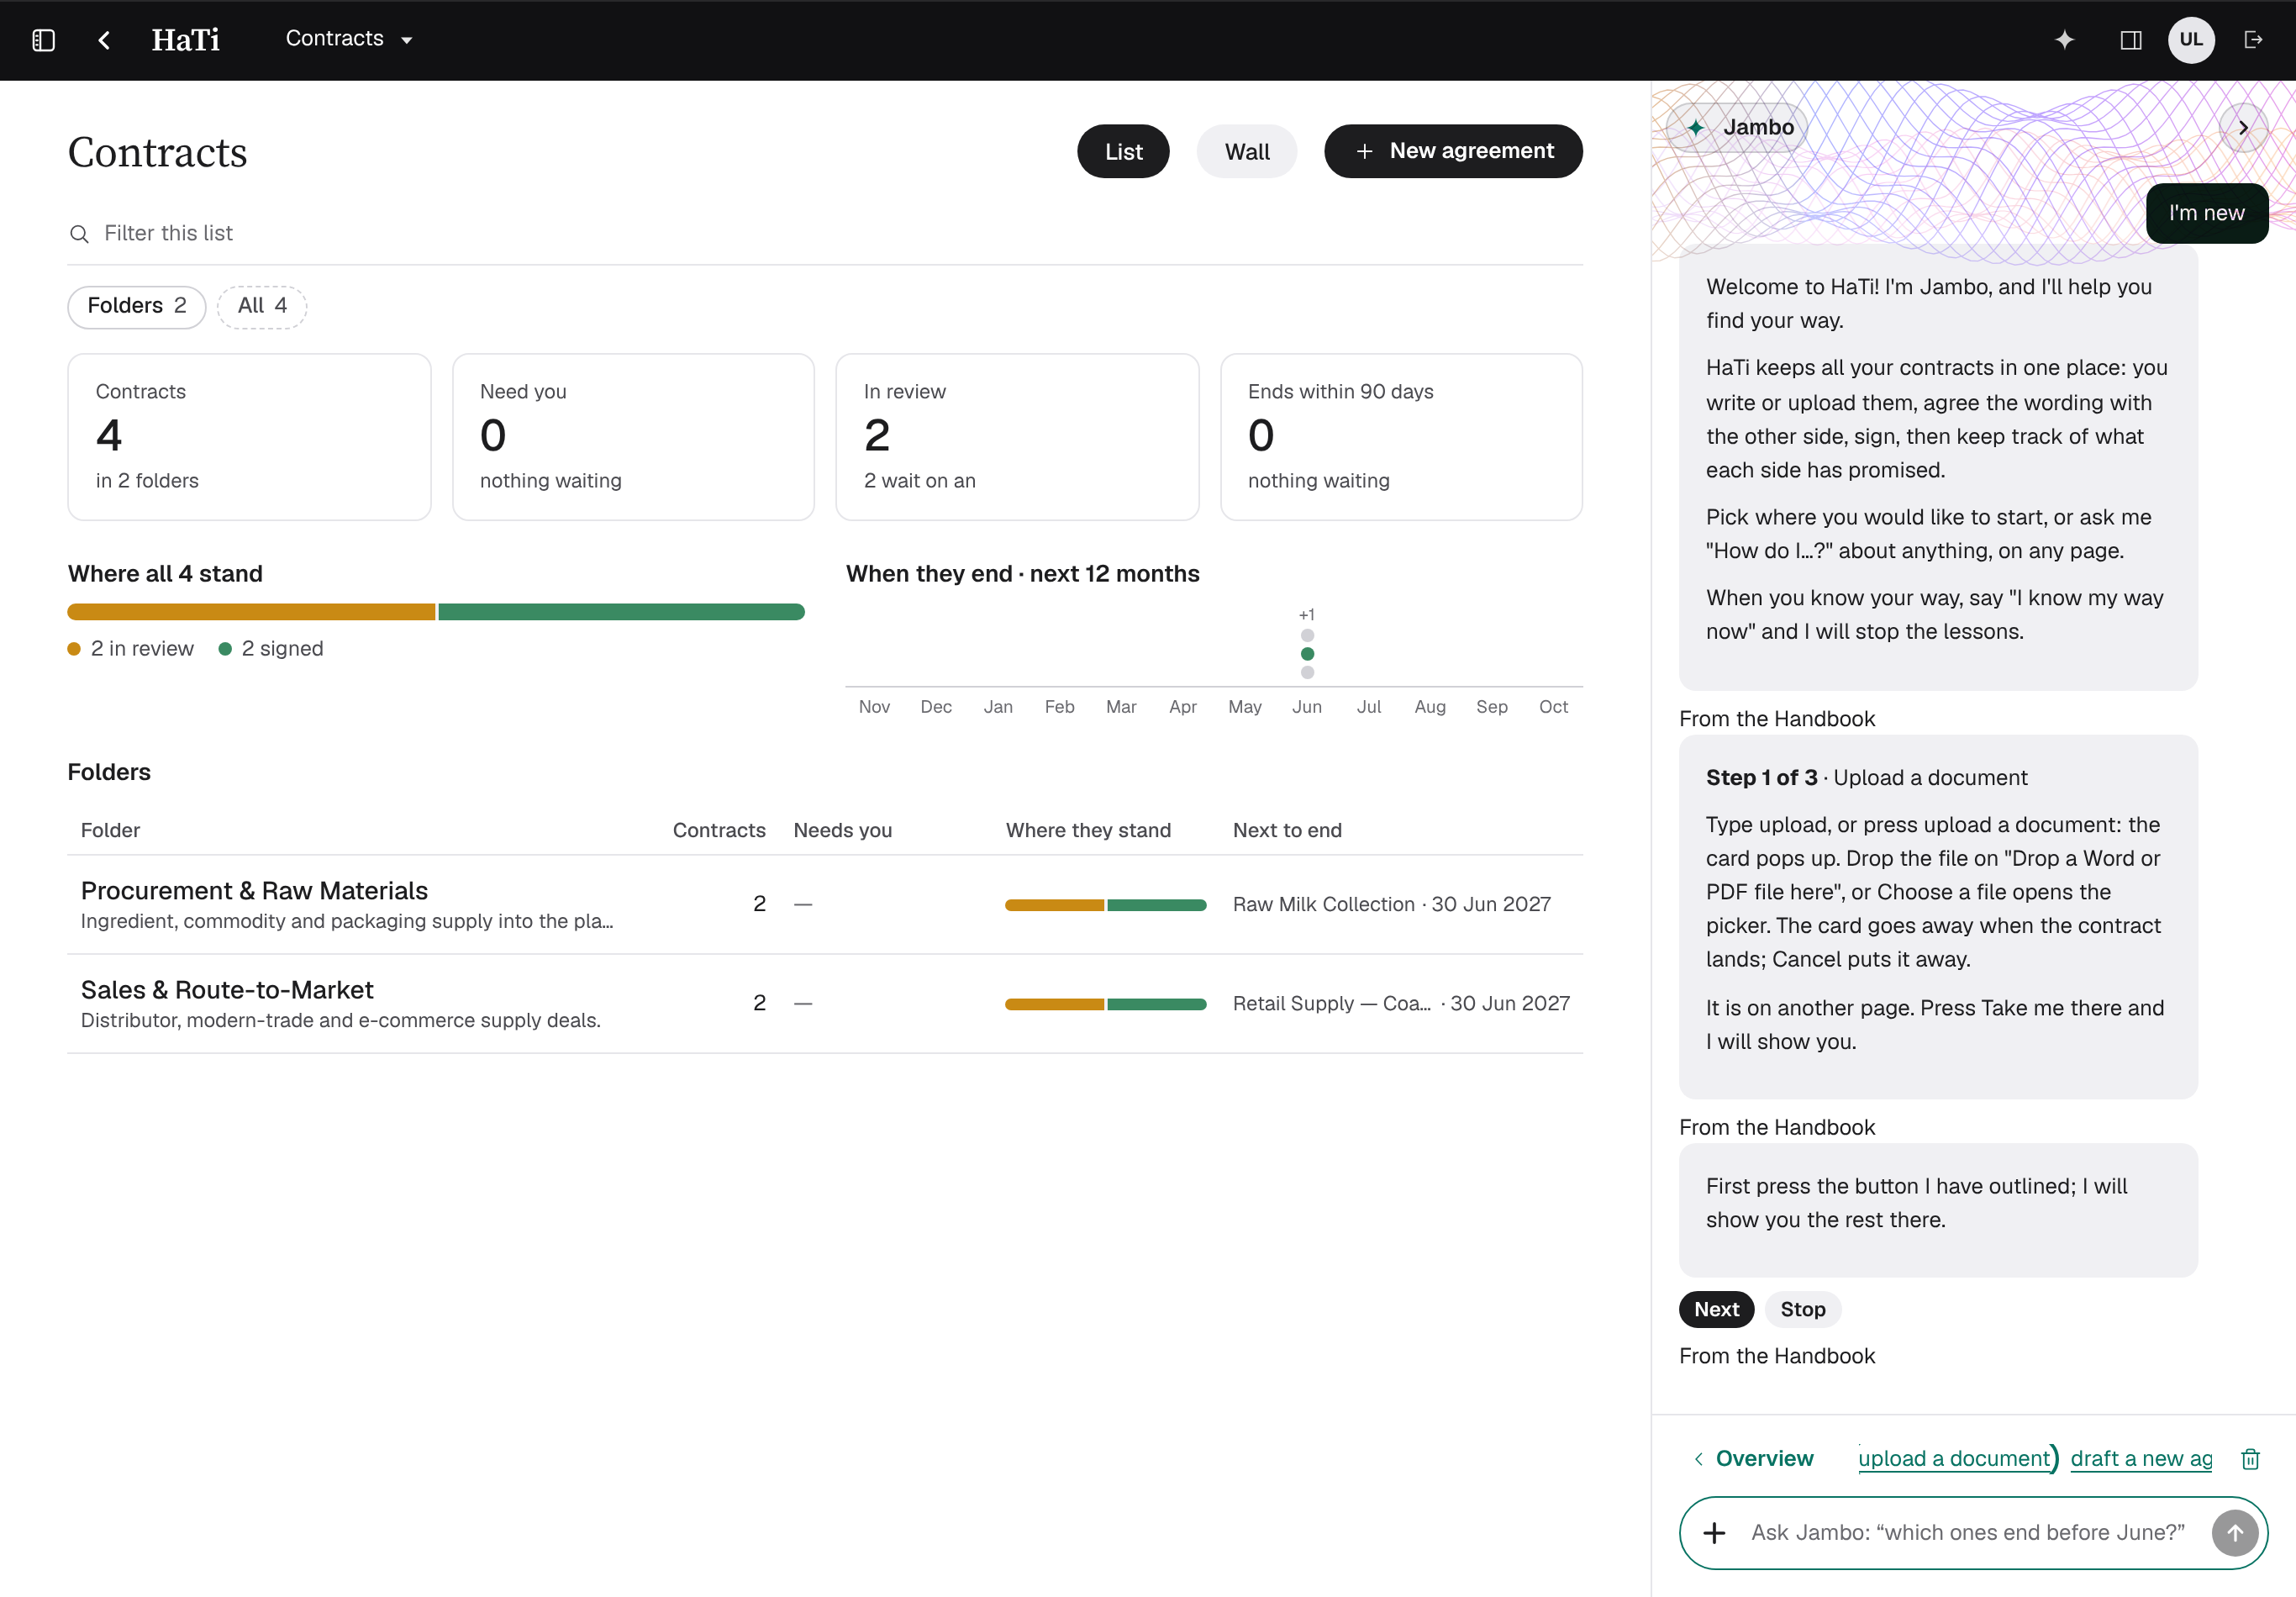 HaTi
Contracts
UL
Contracts
List
Wall
+ New agreement
Filter this list
Folders 2
All 4
Contracts
4
in 2 folders
Need you
0
nothing waiting
In review
2
2 wait on an
Ends within 90 days
0
nothing waiting
Where all 4 stand
2 in review
2 signed
When they end · next 12 months
+1
Nov Dec Jan Feb Mar Apr May Jun Jul Aug Sep Oct
Folders
Folder Contracts Needs you Where they stand Next to end
Procurement & Raw Materials
Ingredient, commodity and packaging supply into the pla…
2 — Raw Milk Collection · 30 Jun 2027
Sales & Route-to-Market
Distributor, modern-trade and e-commerce supply deals.
2 — Retail Supply — Coa… · 30 Jun 2027
Jambo
I'm new
Welcome to HaTi! I'm Jambo, and I'll help you
find your way.
HaTi keeps all your contracts in one place: you
write or upload them, agree the wording with
the other side, sign, then keep track of what
each side has promised.
Pick where you would like to start, or ask me
"How do I…?" about anything, on any page.
When you know your way, say "I know my way
now" and I will stop the lessons.
From the Handbook
Step 1 of 3 · Upload a document
Type upload, or press upload a document: the
card pops up. Drop the file on "Drop a Word or
PDF file here", or Choose a file opens the
picker. The card goes away when the contract
lands; Cancel puts it away.
It is on another page. Press Take me there and
I will show you.
From the Handbook
First press the button I have outlined; I will
show you the rest there.
Next
Stop
From the Handbook
Overview
upload a document
draft a new ag
Ask Jambo: “which ones end before June?”